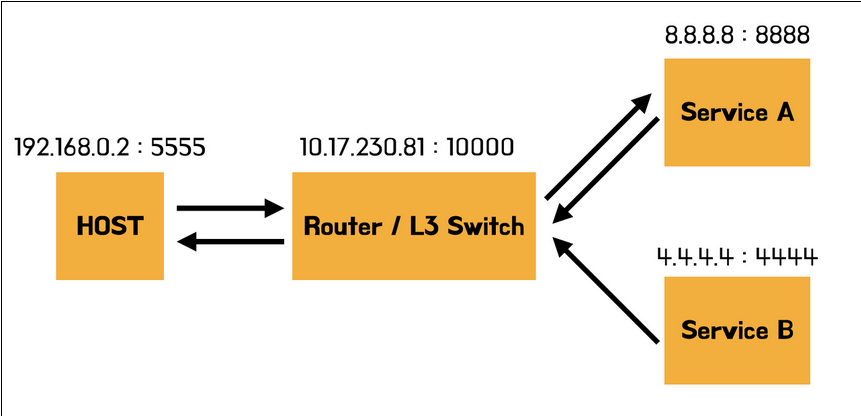 8.8.8.8 : 8888
Service A
192.168.0.2 : 5555
10.17.230.81 : 10000
HOST
Router / L3 Switch
4.4.4.4 : 4444
Service B